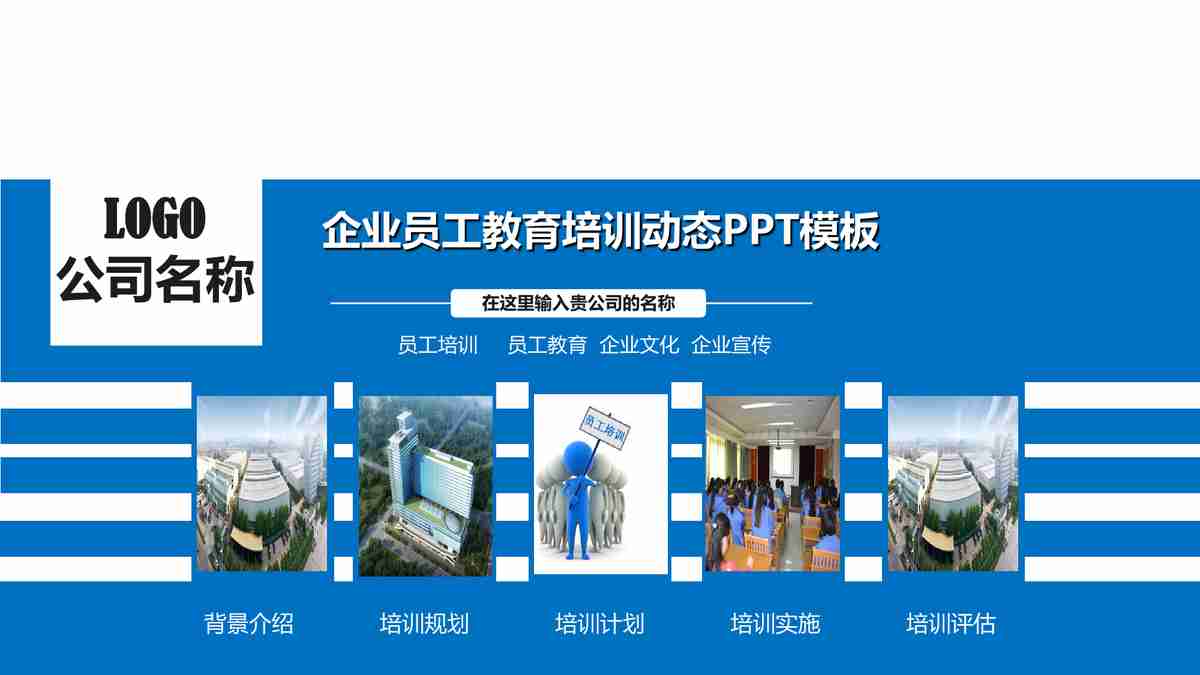 LOGO
公司名称
企业员工教育培训动态PPT模板
在这里输入贵公司的名称
员工培训 员工教育 企业文化 企业宣传
员工培训
背景介绍 培训规划 培训计划 培训实施 培训评估